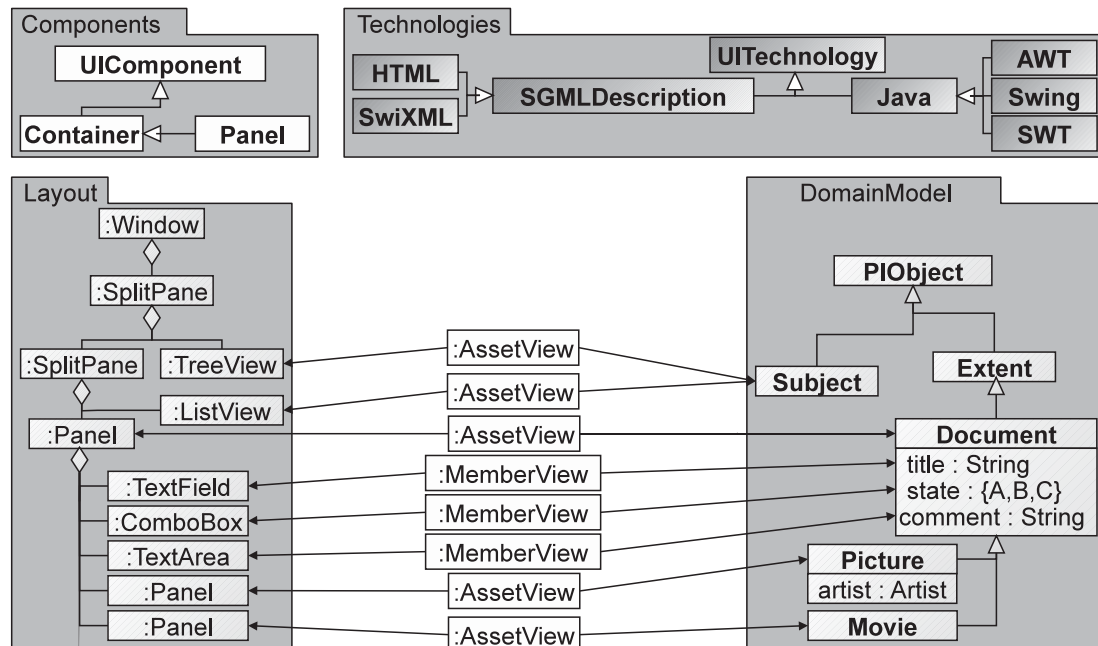 Components
UIComponent
Container
Panel
Technologies
HTML
SwiXML
SGMLDescription
UITechnology
Java
AWT
Swing
SWT
Layout
:Window
:SplitPane
:SplitPane
:TreeView
:ListView
:Panel
:TextField
:ComboBox
:TextArea
:Panel
:Panel
:AssetView
:AssetView
:AssetView
:MemberView
:MemberView
:MemberView
:AssetView
:AssetView
DomainModel
PIObject
Subject
Extent
Document
title : String
state : {A,B,C}
comment : String
Picture
artist : Artist
Movie